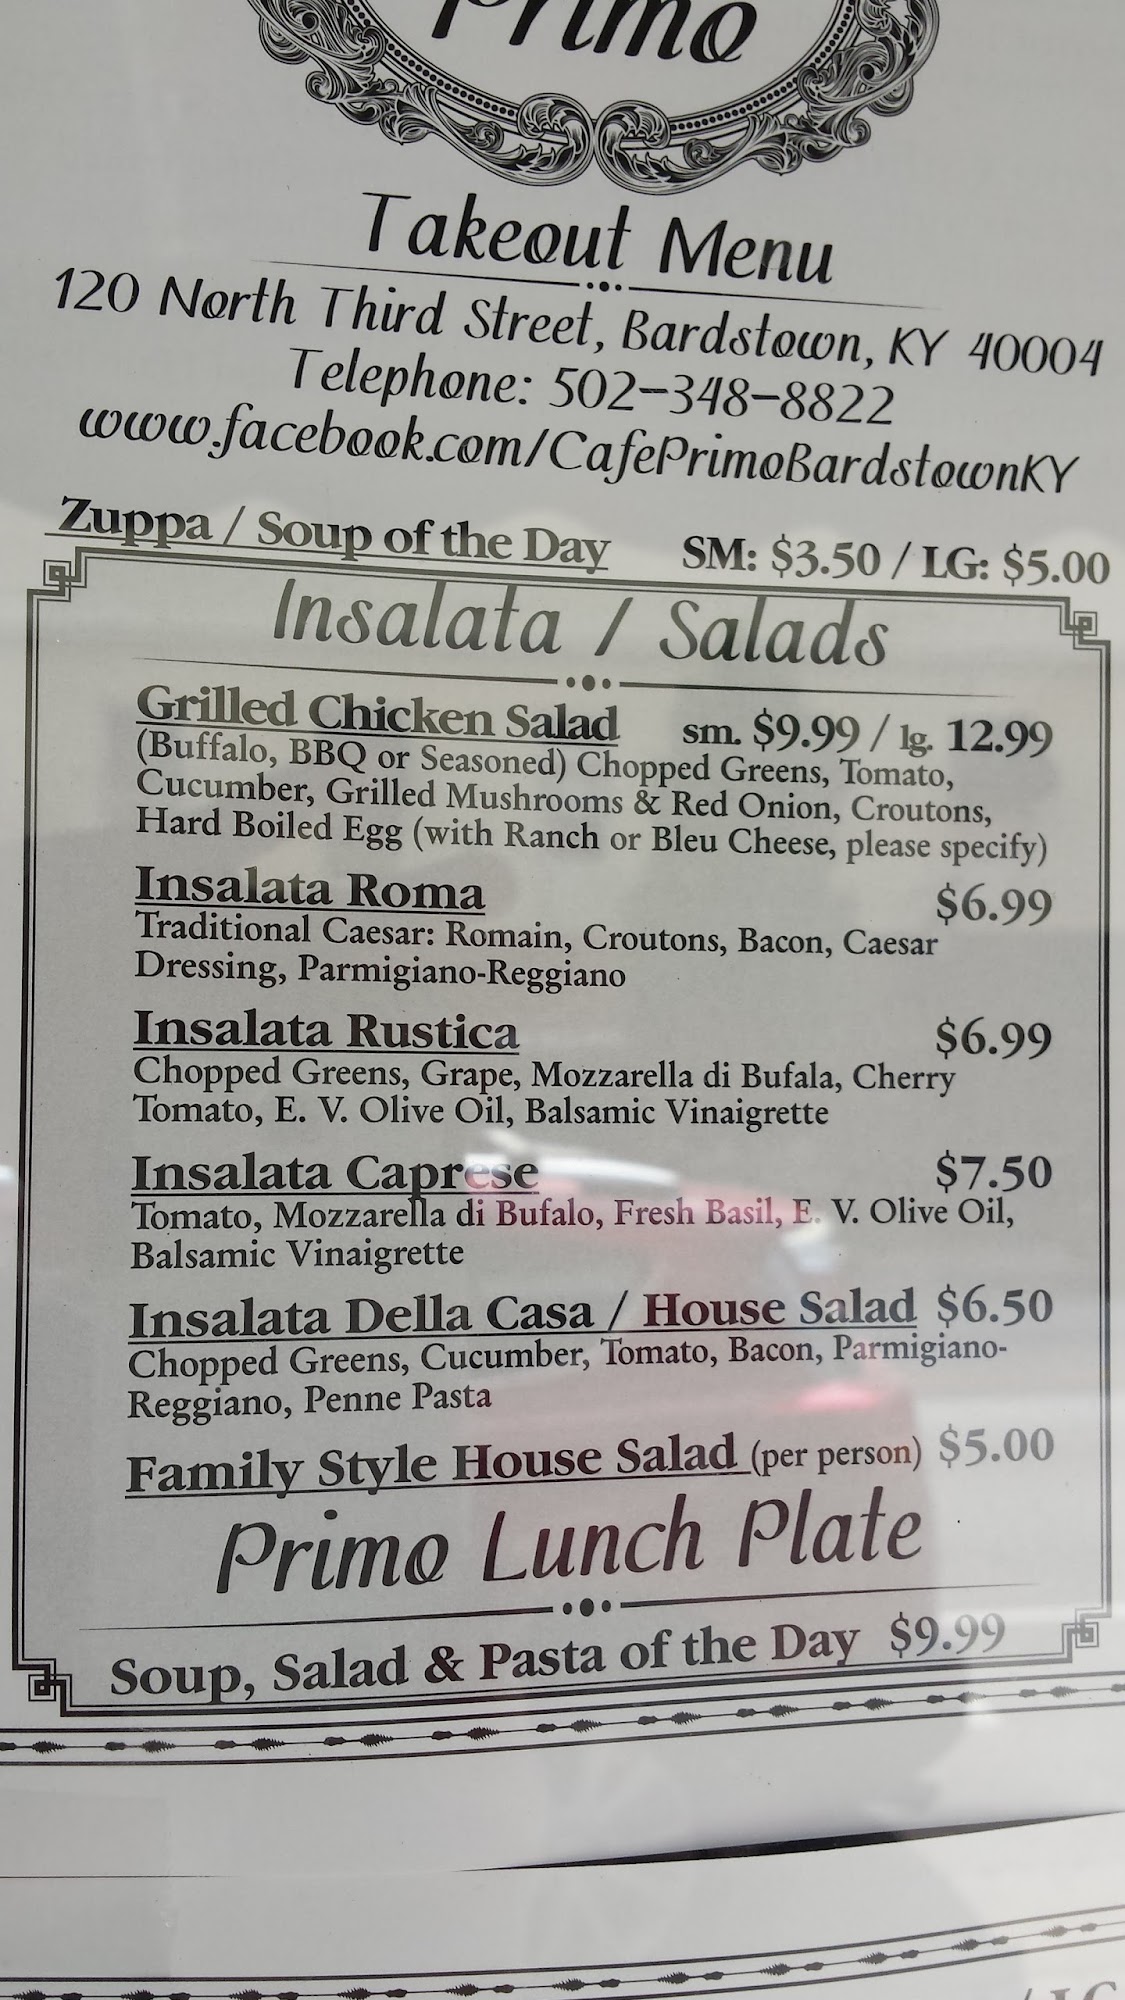 Primo
Takeout Menu
120 North Third Street, Bardstown, KY 40004
Telephone: 502-348-8822
www.facebook.com/CafePrimoBardstownKY
Zuppa / Soup of the Day SM: $3.50 / LG: $5.00
Insalata / Salads
Grilled Chicken Salad sm. $9.99 / lg. 12.99
(Buffalo, BBQ or Seasoned) Chopped Greens, Tomato,
Cucumber, Grilled Mushrooms & Red Onion, Croutons,
Hard Boiled Egg (with Ranch or Bleu Cheese, please specify)
Insalata Roma $6.99
Traditional Caesar: Romain, Croutons, Bacon, Caesar
Dressing, Parmigiano-Reggiano
Insalata Rustica $6.99
Chopped Greens, Grape, Mozzarella di Bufala, Cherry
Tomato, E. V. Olive Oil, Balsamic Vinaigrette
Insalata Caprese $7.50
Tomato, Mozzarella di Bufalo, Fresh Basil, E. V. Olive Oil,
Balsamic Vinaigrette
Insalata Della Casa / House Salad $6.50
Chopped Greens, Cucumber, Tomato, Bacon, Parmigiano-
Reggiano, Penne Pasta
Family Style House Salad (per person) $5.00
Primo Lunch Plate
Soup, Salad & Pasta of the Day $9.99